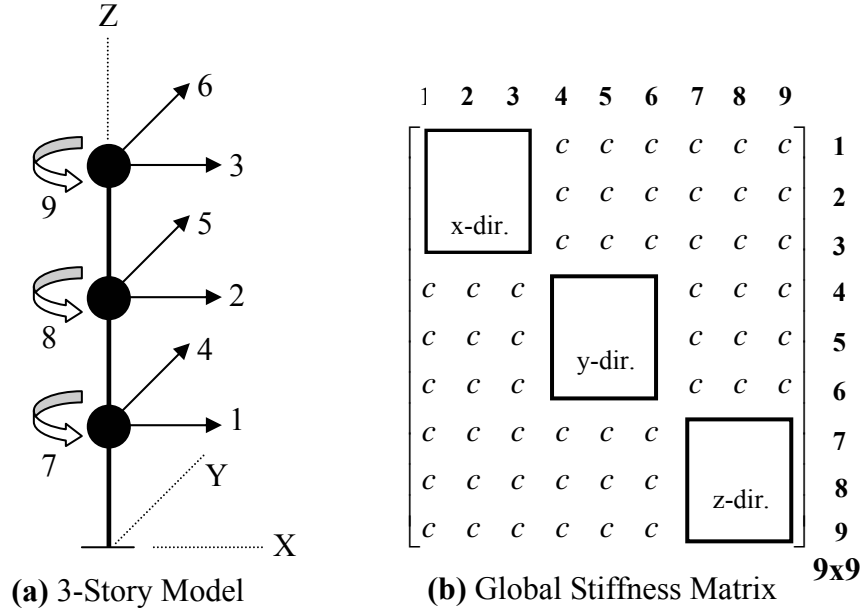 Z
6
3
9
5
2
8
4
1
7
Y
X
(a) 3-Story Model
1 2 3 4 5 6 7 8 9
c c c c c c 1
c c c c c c 2
x-dir.
c c c c c c 3
c c c c c c 4
c c c c c c 5
y-dir.
c c c c c c 6
c c c c c c 7
c c c c c c 8
z-dir.
c c c c c c 9
9x9
(b) Global Stiffness Matrix